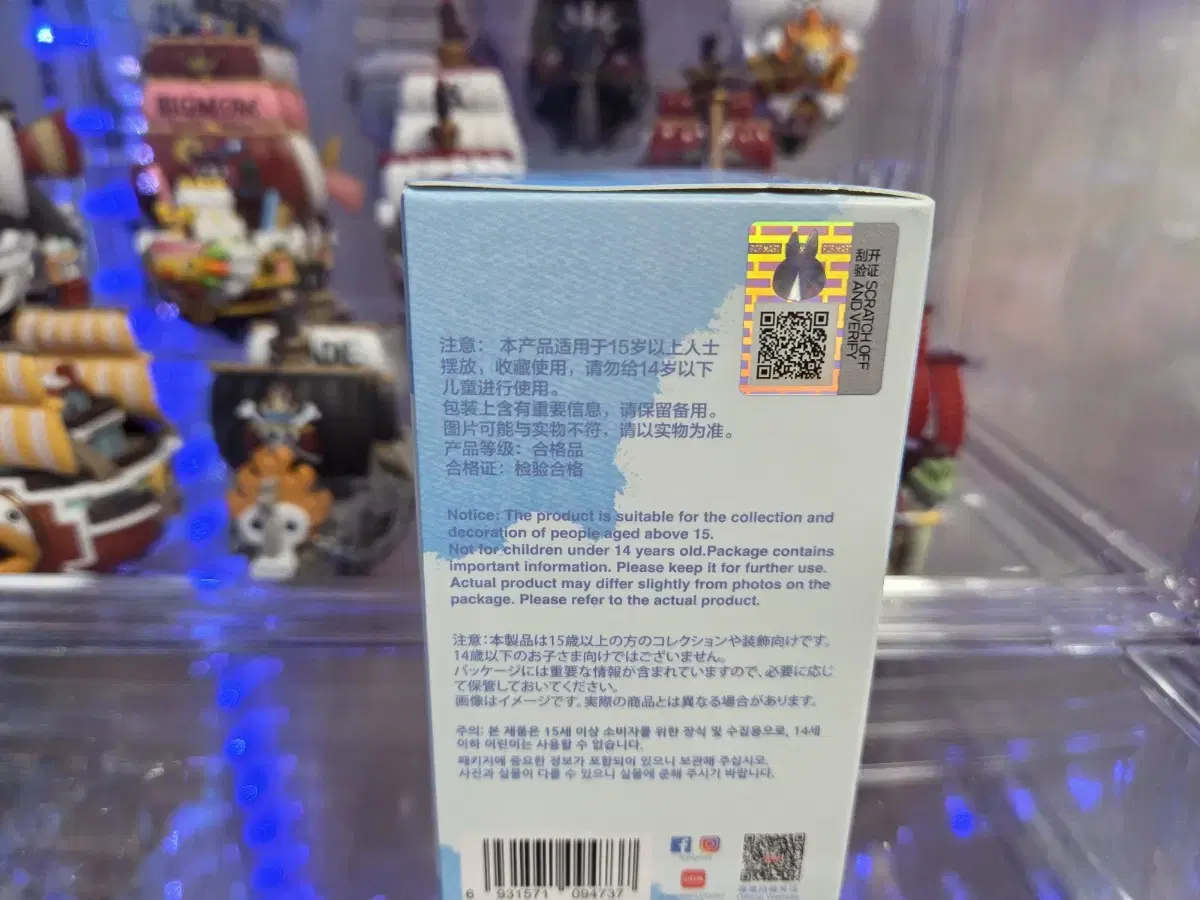 BIGMOM
开证 SCRATCH OFF
刮验 AND VERIFY
注意： 本产品适用于15岁以上人士
摆放，收藏使用，请勿给14岁以下
儿童进行使用。
包装上含有重要信息，请保留备用。
图片可能与实物不符，请以实物为准。
产品等级：合格品
合格证：检验合格
Notice: The product is suitable for the collection and
decoration of people aged above 15.
Not for children under 14 years old.Package contains
important information. Please keep it for further use.
Actual product may differ slightly from photos on the
package. Please refer to the actual product.
注意：本製品は15歳以上の方のコレクションや装飾向けです。
14歳以下のお子さま向けではございません。
パッケージには重要な情報が含まれていますので、必要に応じ
て保管しておいてください。
画像はイメージです。実際の商品とは異なる場合があります。
주의: 본 제품은 15세 이상 소비자를 위한 장식 및 수집용으로, 14세
이하 어린이는 사용할 수 없습니다.
패키지에 중요한 정보가 포함되어 있으니 보관해 주십시오.
사진과 실물이 다를 수 있으니 실물에 준해 주시기 바랍니다.
6 931571 094737